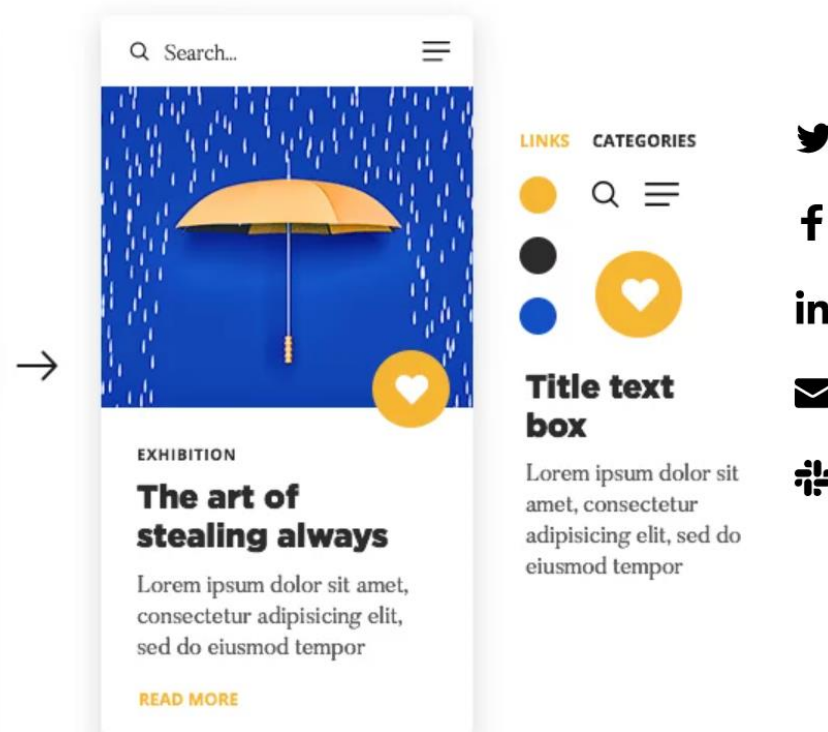 Search...
EXHIBITION
The art of
stealing always
Lorem ipsum dolor sit amet,
consectetur adipisicing elit,
sed do eiusmod tempor
READ MORE
LINKS CATEGORIES
Title text
box
Lorem ipsum dolor sit
amet, consectetur
adipisicing elit, sed do
eiusmod tempor
f
in